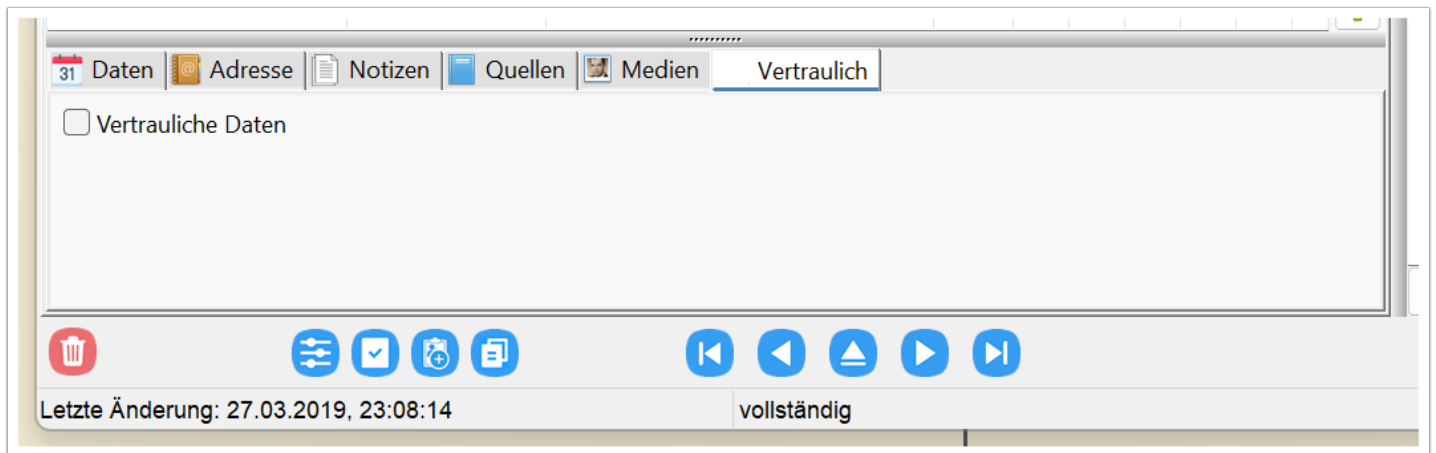 31 Daten @ Adresse Notizen Quellen Medien Vertraulich
Vertrauliche Daten
Letzte Änderung: 27.03.2019, 23:08:14 vollständig